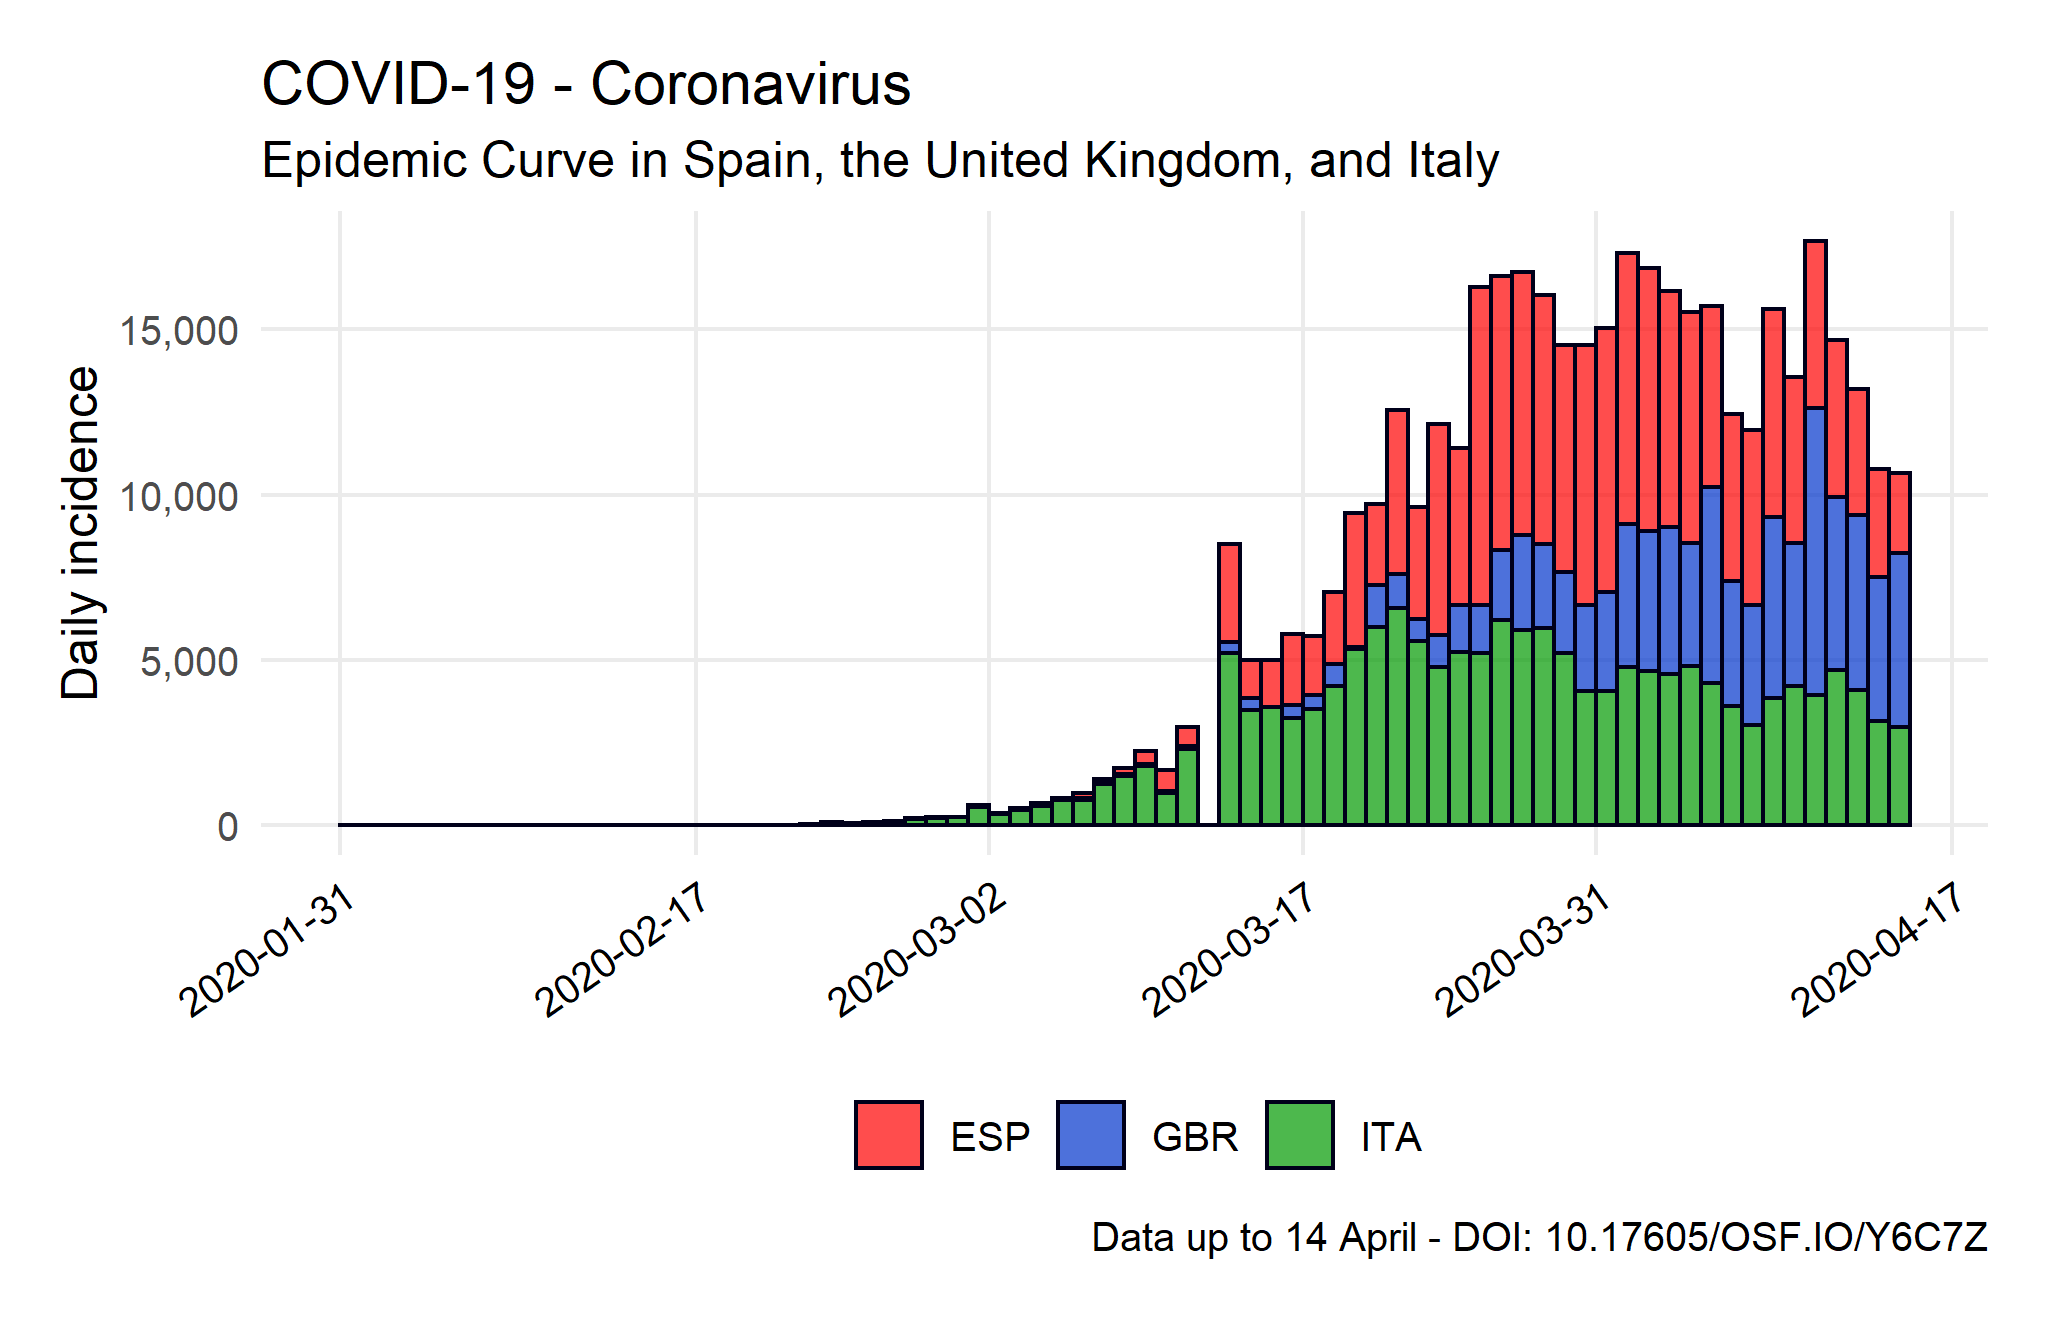 COVID-19 - Coronavirus
Epidemic Curve in Spain, the United Kingdom, and Italy
Daily incidence
15,000
10,000
5,000
0
2020-01-31
2020-02-17
2020-03-02
2020-03-17
2020-03-31
2020-04-17
ESP
GBR
ITA
Data up to 14 April - DOI: 10.17605/OSF.IO/Y6C7Z